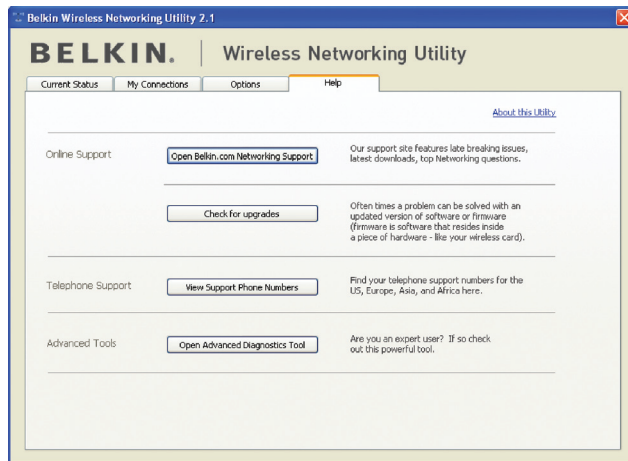 Belkin Wireless Networking Utility 2.1
BELKIN. Wireless Networking Utility
Current Status My Connections Options Help
About this Utility
Online Support
Open Belkin.com Networking Support
Our support site features late breaking issues,
latest downloads, top Networking questions.
Check for upgrades
Often times a problem can be solved with an
updated version of software or firmware
(firmware is software that resides inside
a piece of hardware - like your wireless card).
Telephone Support
View Support Phone Numbers
Find your telephone support numbers for the
US, Europe, Asia, and Africa here.
Advanced Tools
Open Advanced Diagnostics Tool
Are you an expert user? If so check
out this powerful tool.